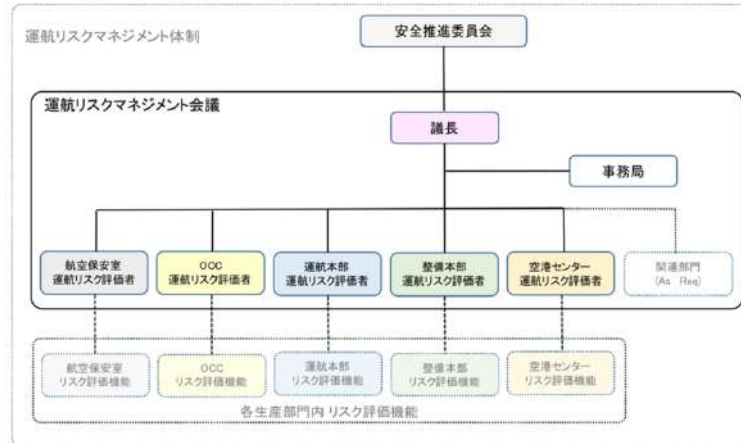 運航リスクマネジメント体制
安全推進委員会
運航リスクマネジメント会議
議長
事務局
航空保安室
運航リスク評価者
OCC
運航リスク評価者
運航本部
運航リスク評価者
整備本部
運航リスク評価者
空港センター
運航リスク評価者
関連部門
(As Req)
航空保安室
リスク評価機能
OCC
リスク評価機能
運航本部
リスク評価機能
整備本部
リスク評価機能
空港センター
リスク評価機能
各生産部門内 リスク評価機能